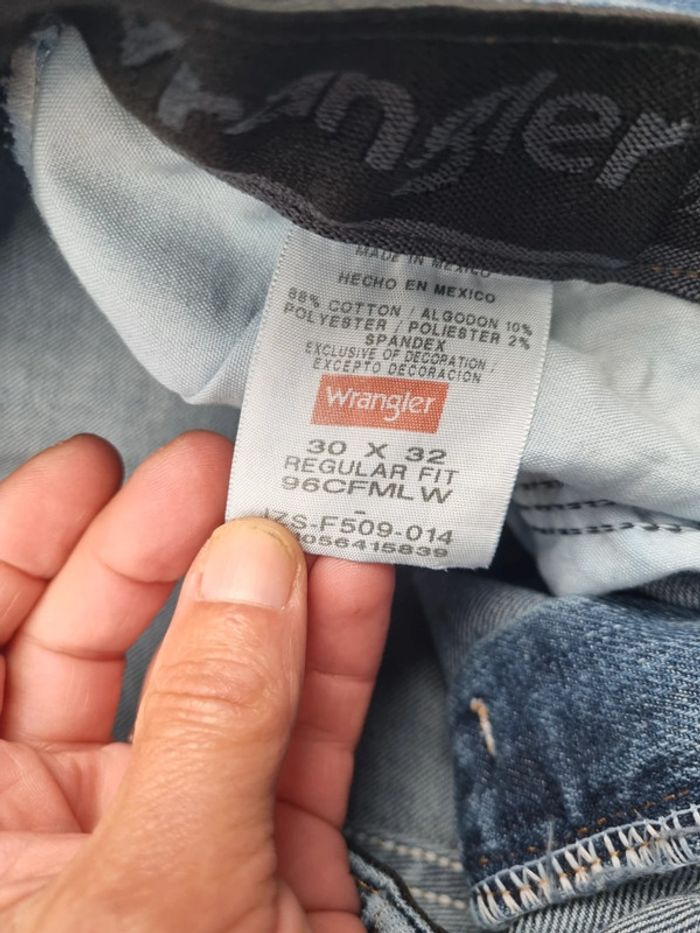 Wrangler
MADE IN MEXICO
HECHO EN MEXICO
88% COTTON / ALGODON 10%
POLYESTER / POLIESTER 2%
SPANDEX
EXCLUSIVE OF DECORATION /
EXCEPTO DECORACION
Wrangler
30 X 32
REGULAR FIT
96CFMLW
-
ZS-F509-014
056415839